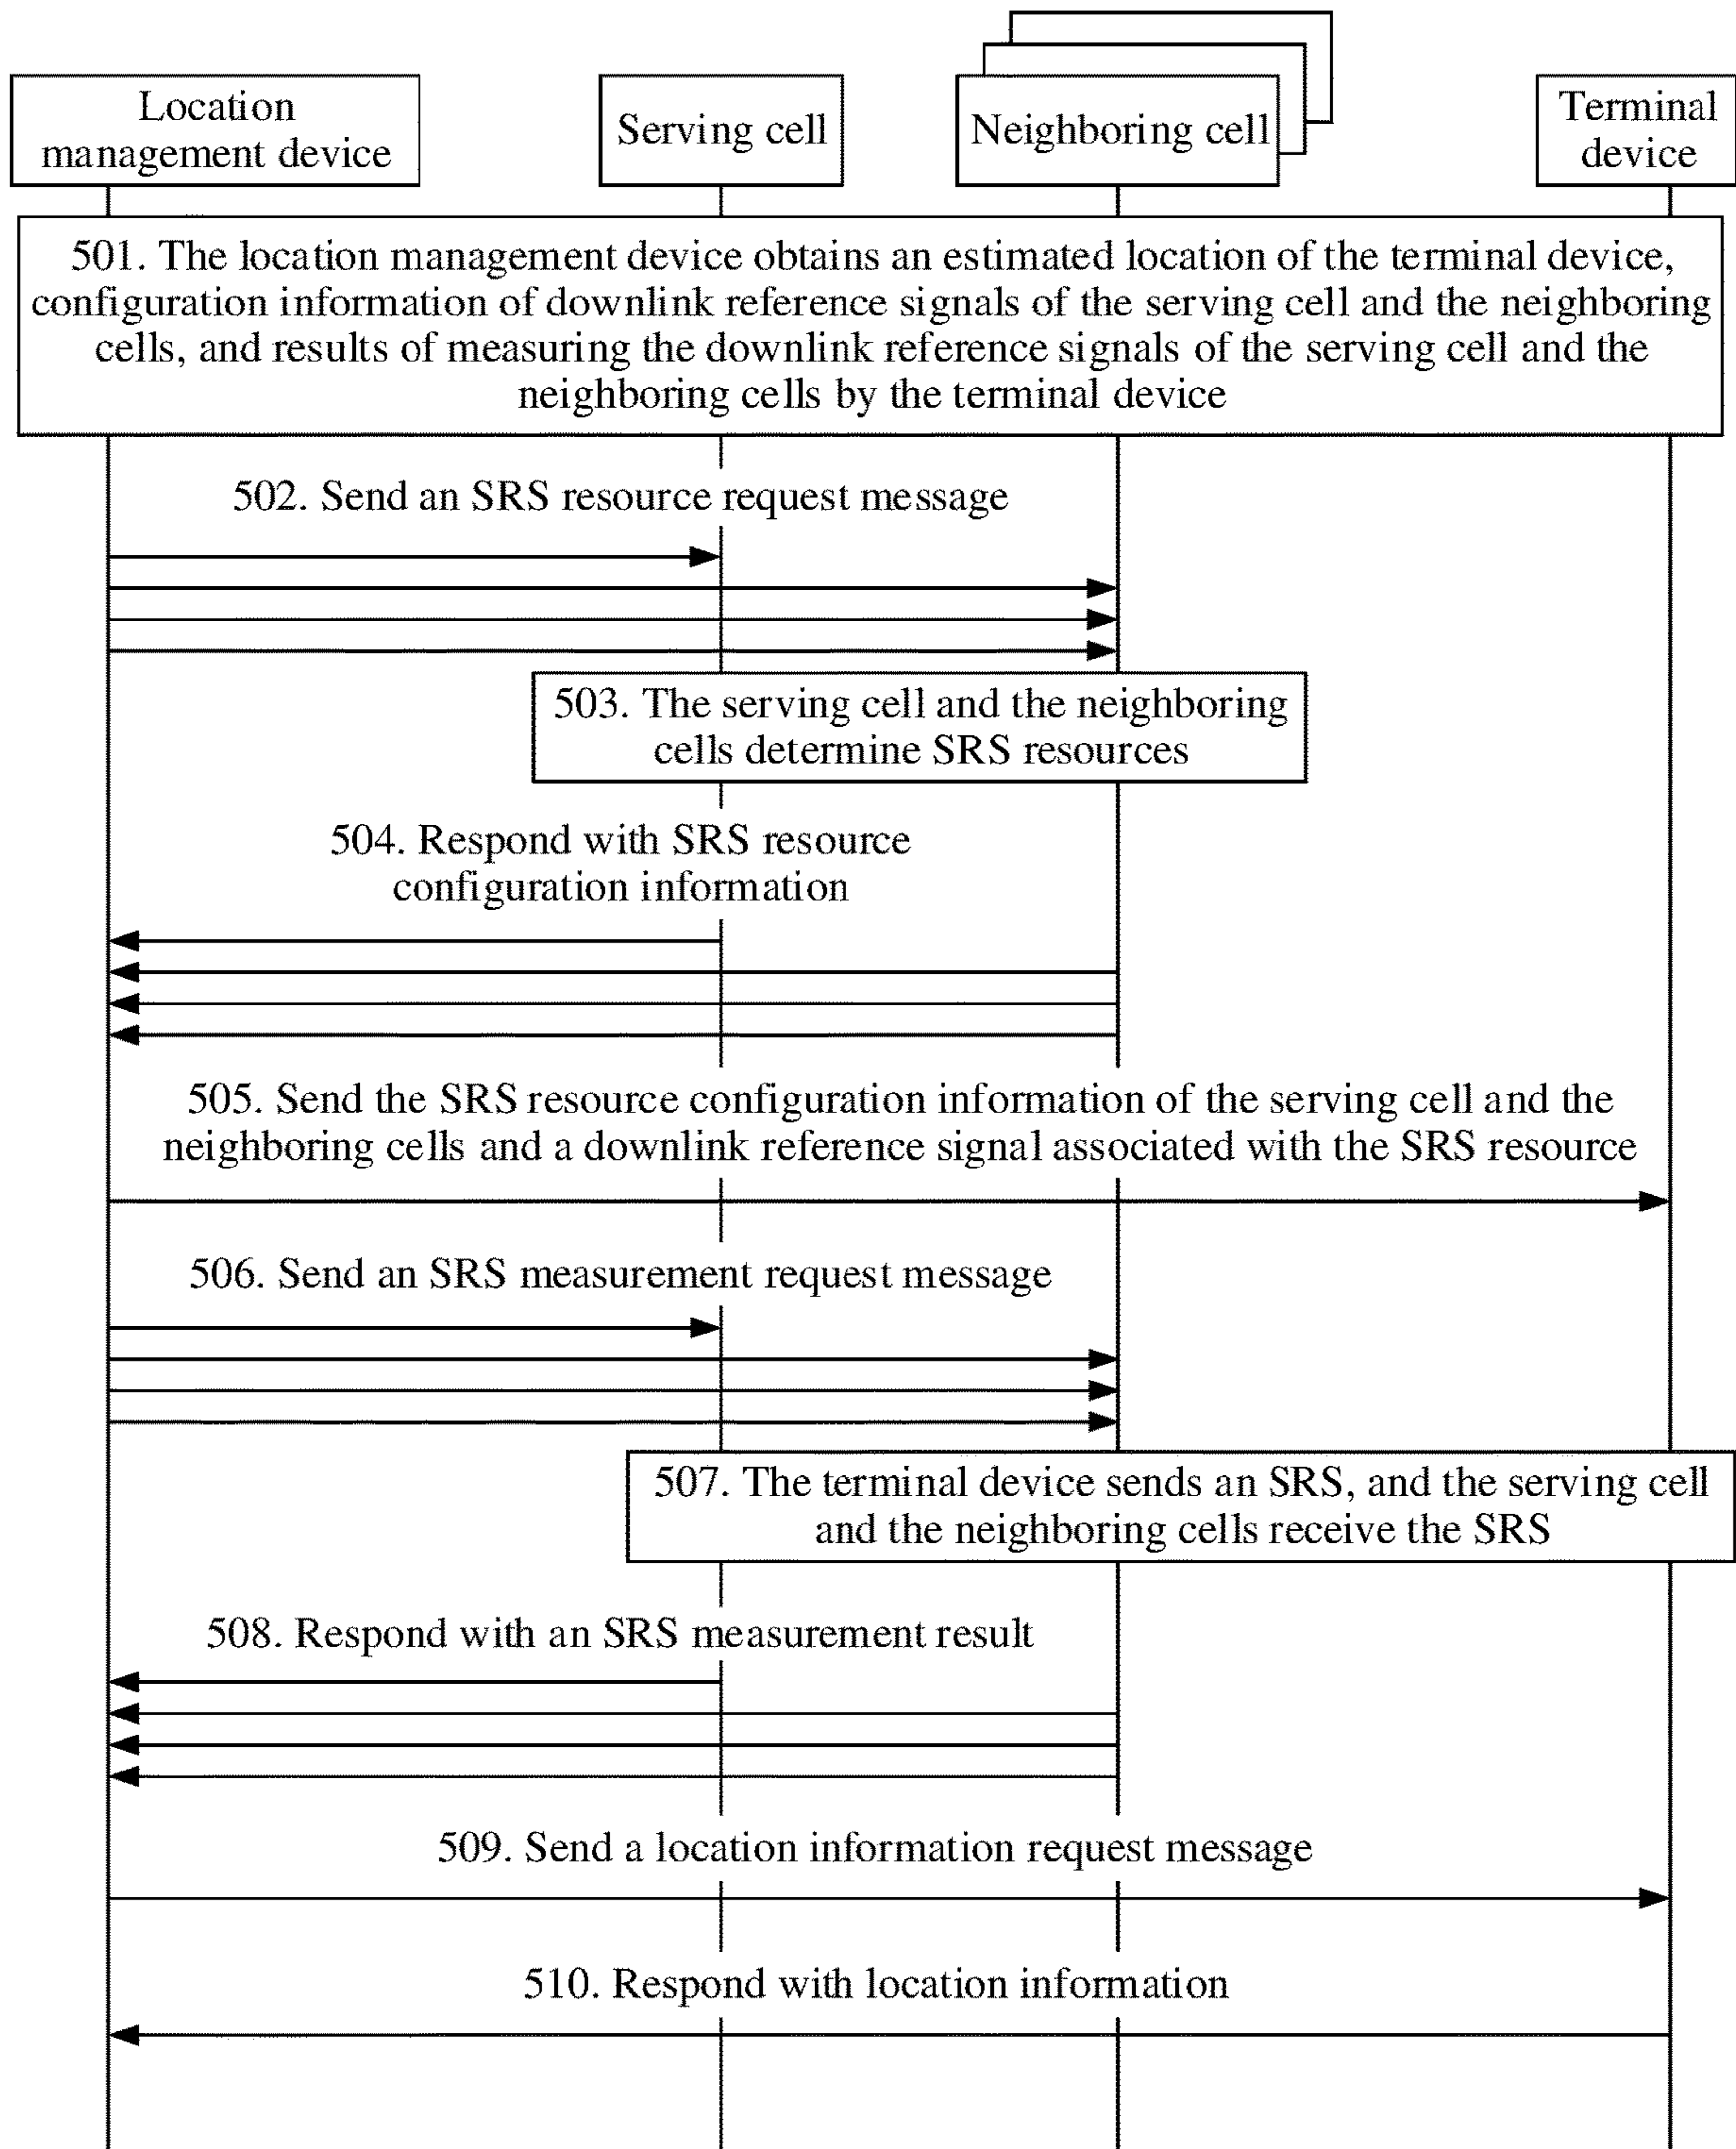 Location
management device
Serving cell
Neighboring cell
Terminal
device
501. The location management device obtains an estimated location of the terminal device,
configuration information of downlink reference signals of the serving cell and the neighboring
cells, and results of measuring the downlink reference signals of the serving cell and the
neighboring cells by the terminal device
502. Send an SRS resource request message
503. The serving cell and the neighboring
cells determine SRS resources
504. Respond with SRS resource
configuration information
505. Send the SRS resource configuration information of the serving cell and the
neighboring cells and a downlink reference signal associated with the SRS resource
506. Send an SRS measurement request message
507. The terminal device sends an SRS, and the serving cell
and the neighboring cells receive the SRS
508. Respond with an SRS measurement result
509. Send a location information request message
510. Respond with location information